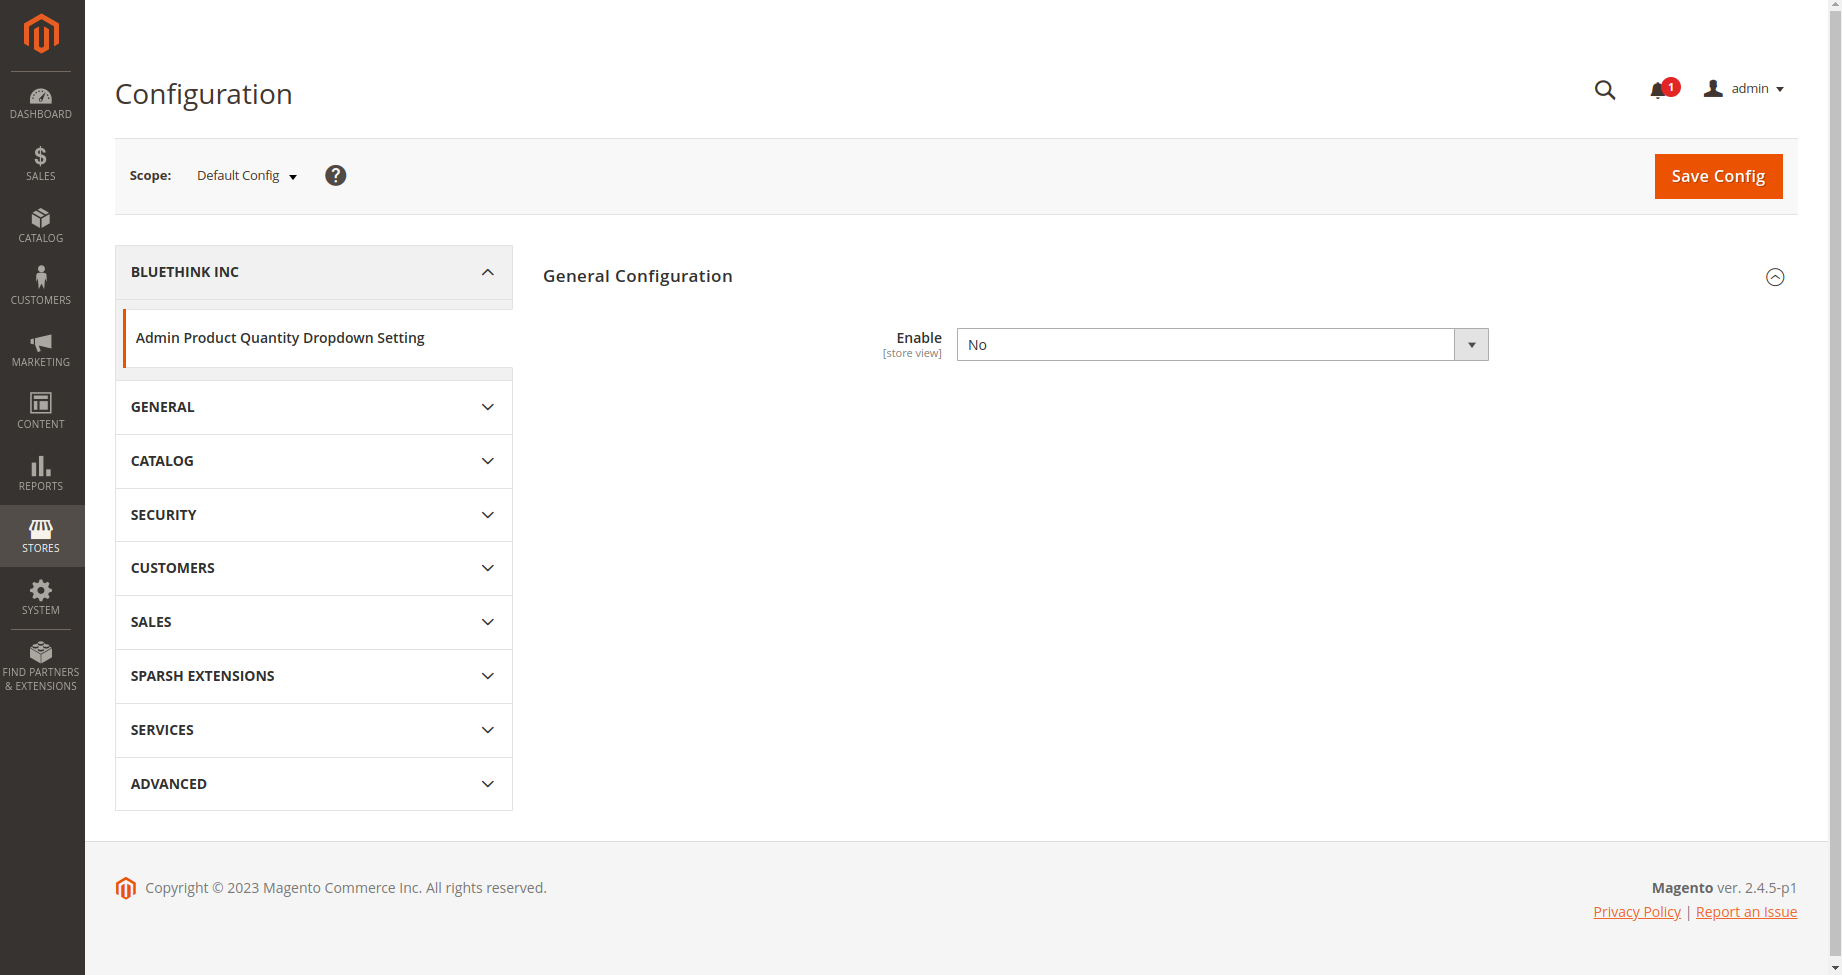 DASHBOARD
SALES
CATALOG
CUSTOMERS
MARKETING
CONTENT
REPORTS
STORES
SYSTEM
FIND PARTNERS
& EXTENSIONS
Configuration
1
admin
Scope:
Default Config
?
Save Config
BLUETHINK INC
Admin Product Quantity Dropdown Setting
GENERAL
CATALOG
SECURITY
CUSTOMERS
SALES
SPARSH EXTENSIONS
SERVICES
ADVANCED
General Configuration
Enable
[store view]
No
Copyright © 2023 Magento Commerce Inc. All rights reserved.
Magento ver. 2.4.5-p1
Privacy Policy | Report an Issue